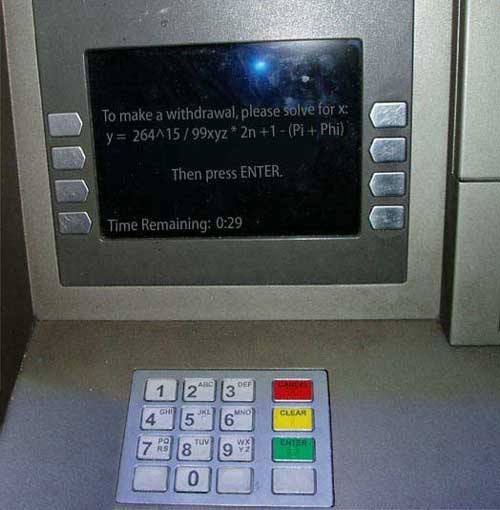 To make a withdrawal, please solve for x:
y = 264^15 / 99xyz * 2n +1 - (Pi + Phi)
Then press ENTER.
Time Remaining: 0:29
1 2 ABC 3 DEF CANCEL
4 GHI 5 JKL 6 MNO CLEAR
7 PQ RS 8 TUV 9 WX YZ ENTER
0